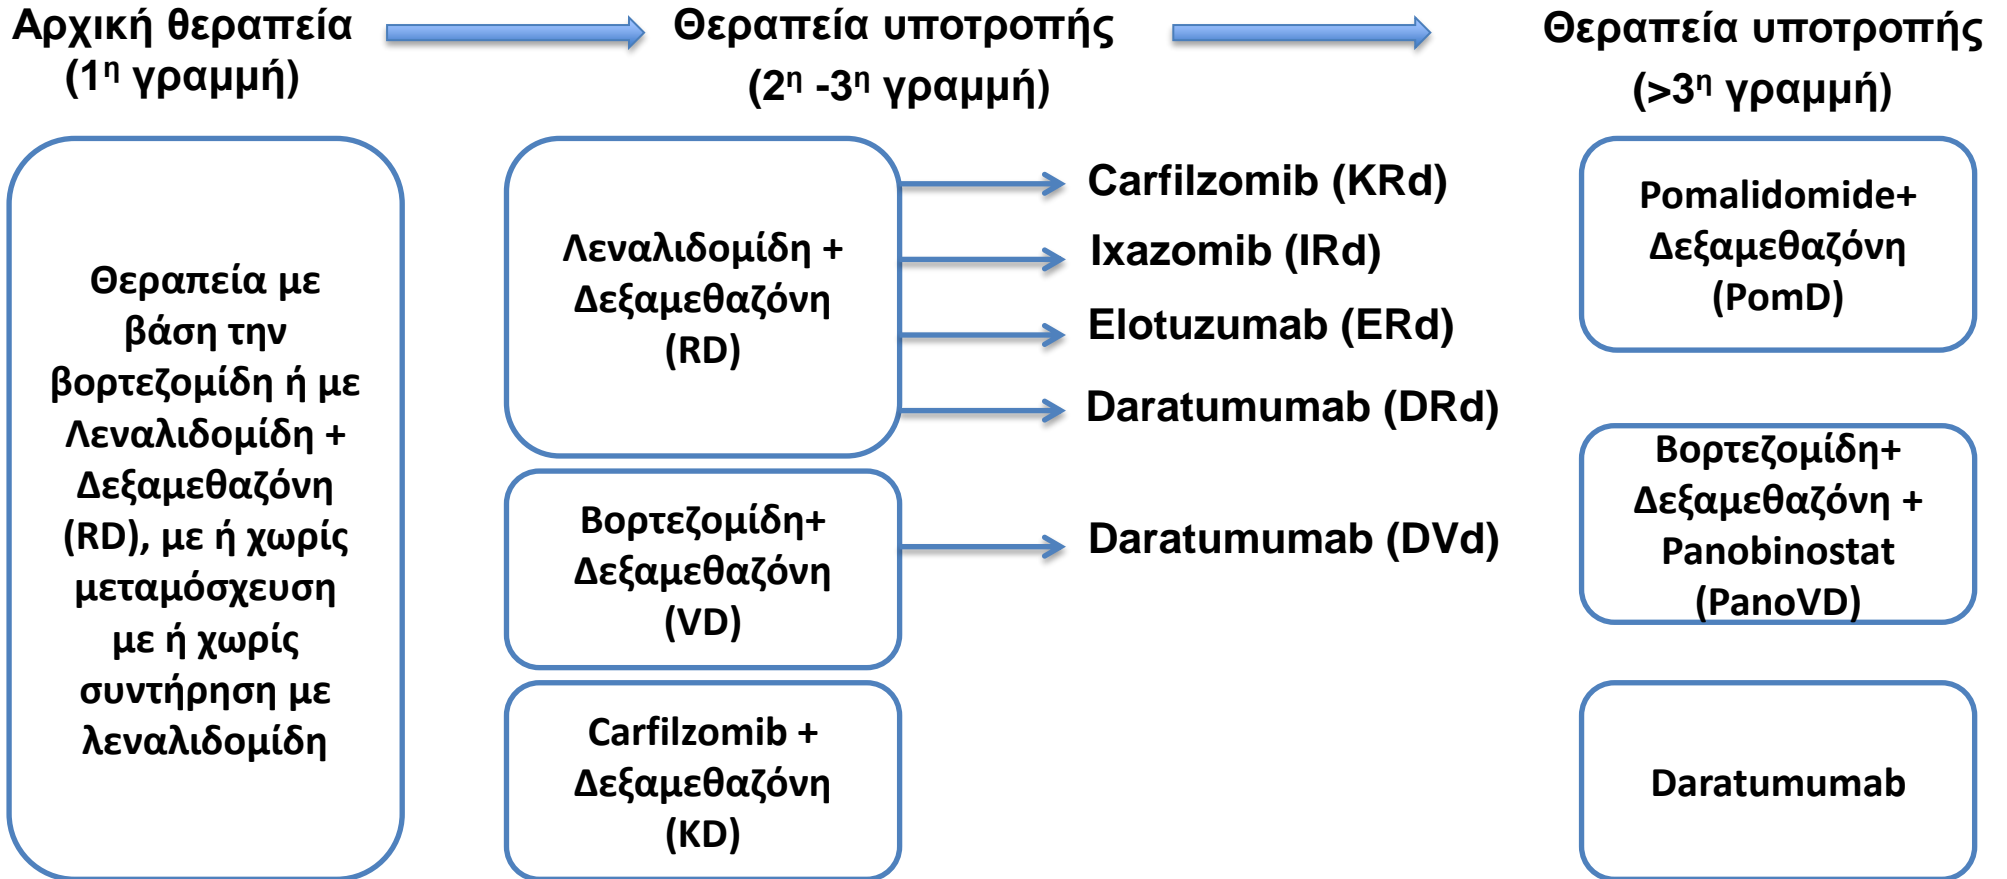 Αρχική θεραπεία
(1η γραμμή)
Θεραπεία υποτροπής
(2η -3η γραμμή)
Θεραπεία υποτροπής
(>3η γραμμή)
Θεραπεία με
βάση την
βορτεζομίδη ή με
Λεναλιδομίδη +
Δεξαμεθαζόνη
(RD), με ή χωρίς
μεταμόσχευση
με ή χωρίς
συντήρηση με
λεναλιδομίδη
Λεναλιδομίδη +
Δεξαμεθαζόνη
(RD)
Carfilzomib (KRd)
Ixazomib (IRd)
Elotuzumab (ERd)
Daratumumab (DRd)
Βορτεζομίδη+
Δεξαμεθαζόνη
(VD)
Daratumumab (DVd)
Carfilzomib +
Δεξαμεθαζόνη
(KD)
Pomalidomide+
Δεξαμεθαζόνη
(PomD)
Βορτεζομίδη+
Δεξαμεθαζόνη +
Panobinostat
(PanoVD)
Daratumumab